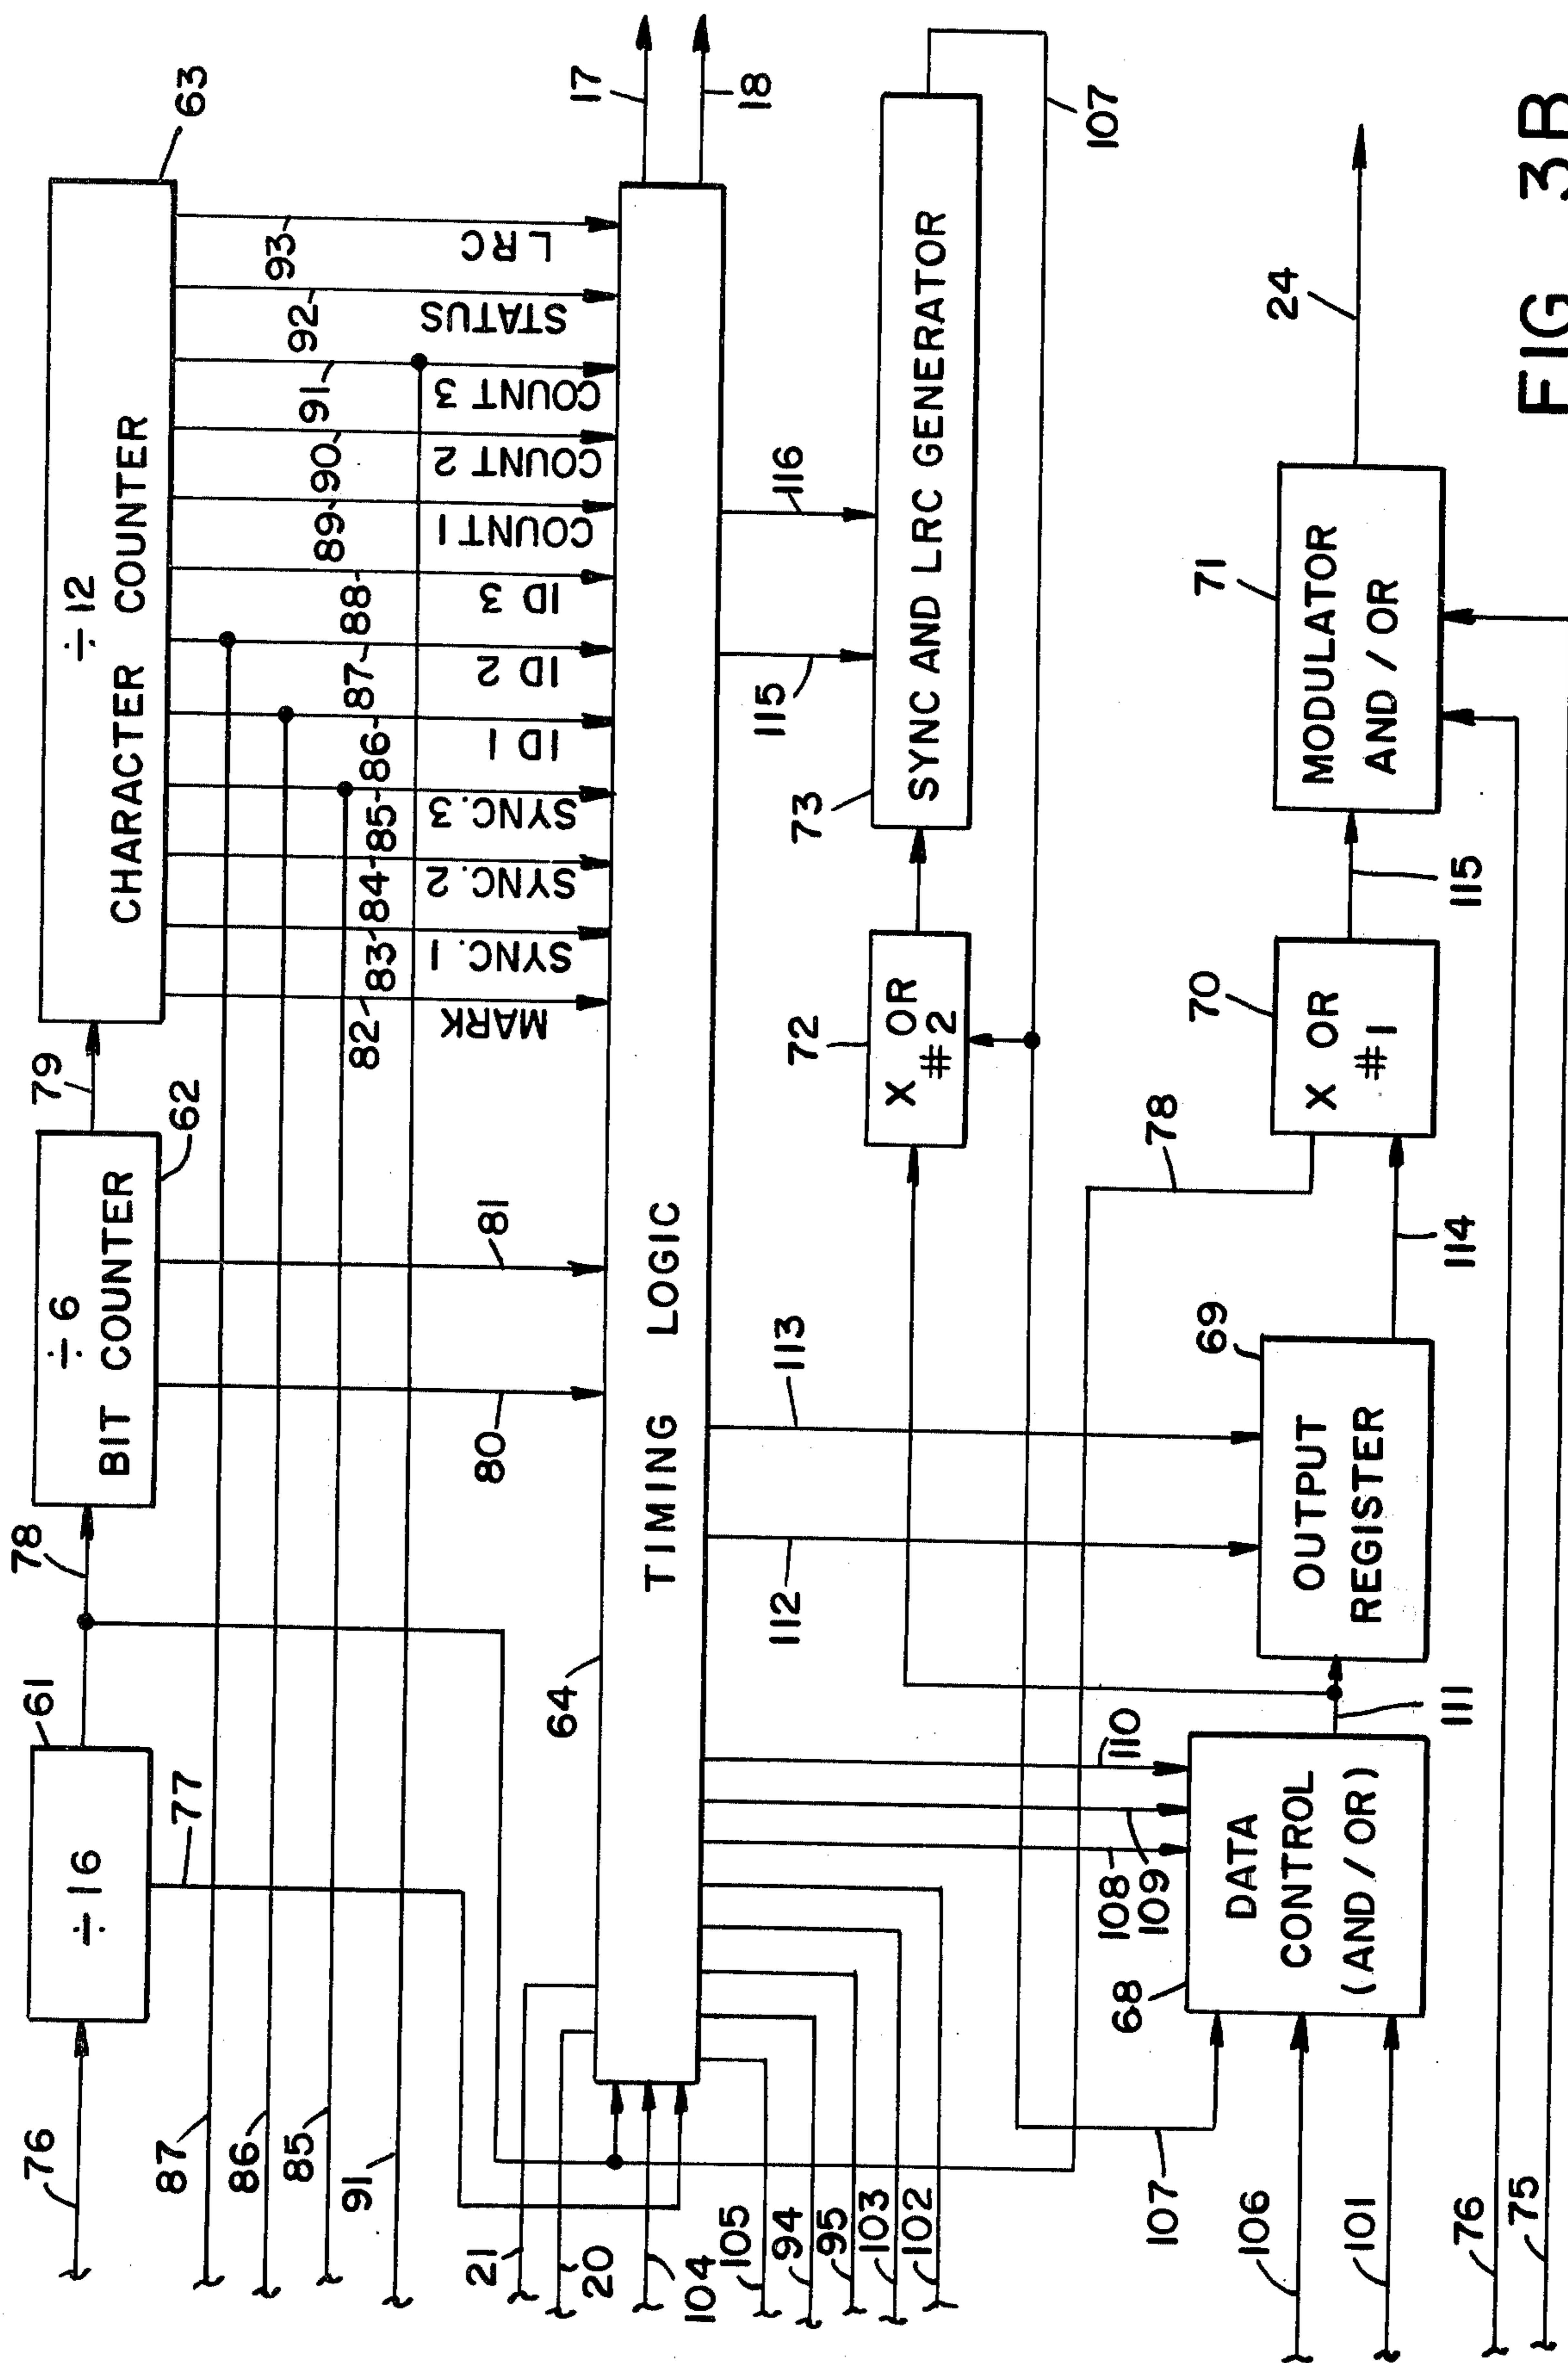 76
÷ 16
61
78
÷ 6
BIT COUNTER
62
79
÷ 12
CHARACTER COUNTER
63
77
87
86
85
91
80
81
82
83
84
85
86
87
88
89
90
91
92
93
MARK
SYNC. 1
SYNC. 2
SYNC. 3
ID 1
ID 2
ID 3
COUNT 1
COUNT 2
COUNT 3
STATUS
LRC
21
20
104
64
TIMING LOGIC
17
18
105
94
95
103
102
112
113
115
116
72
X OR
#2
73
SYNC AND LRC GENERATOR
107
108
109
110
78
107
106
101
68
DATA
CONTROL
(AND / OR)
111
69
OUTPUT
REGISTER
114
70
X OR
#1
115
71
MODULATOR
AND / OR
24
76
75
FIG 3B